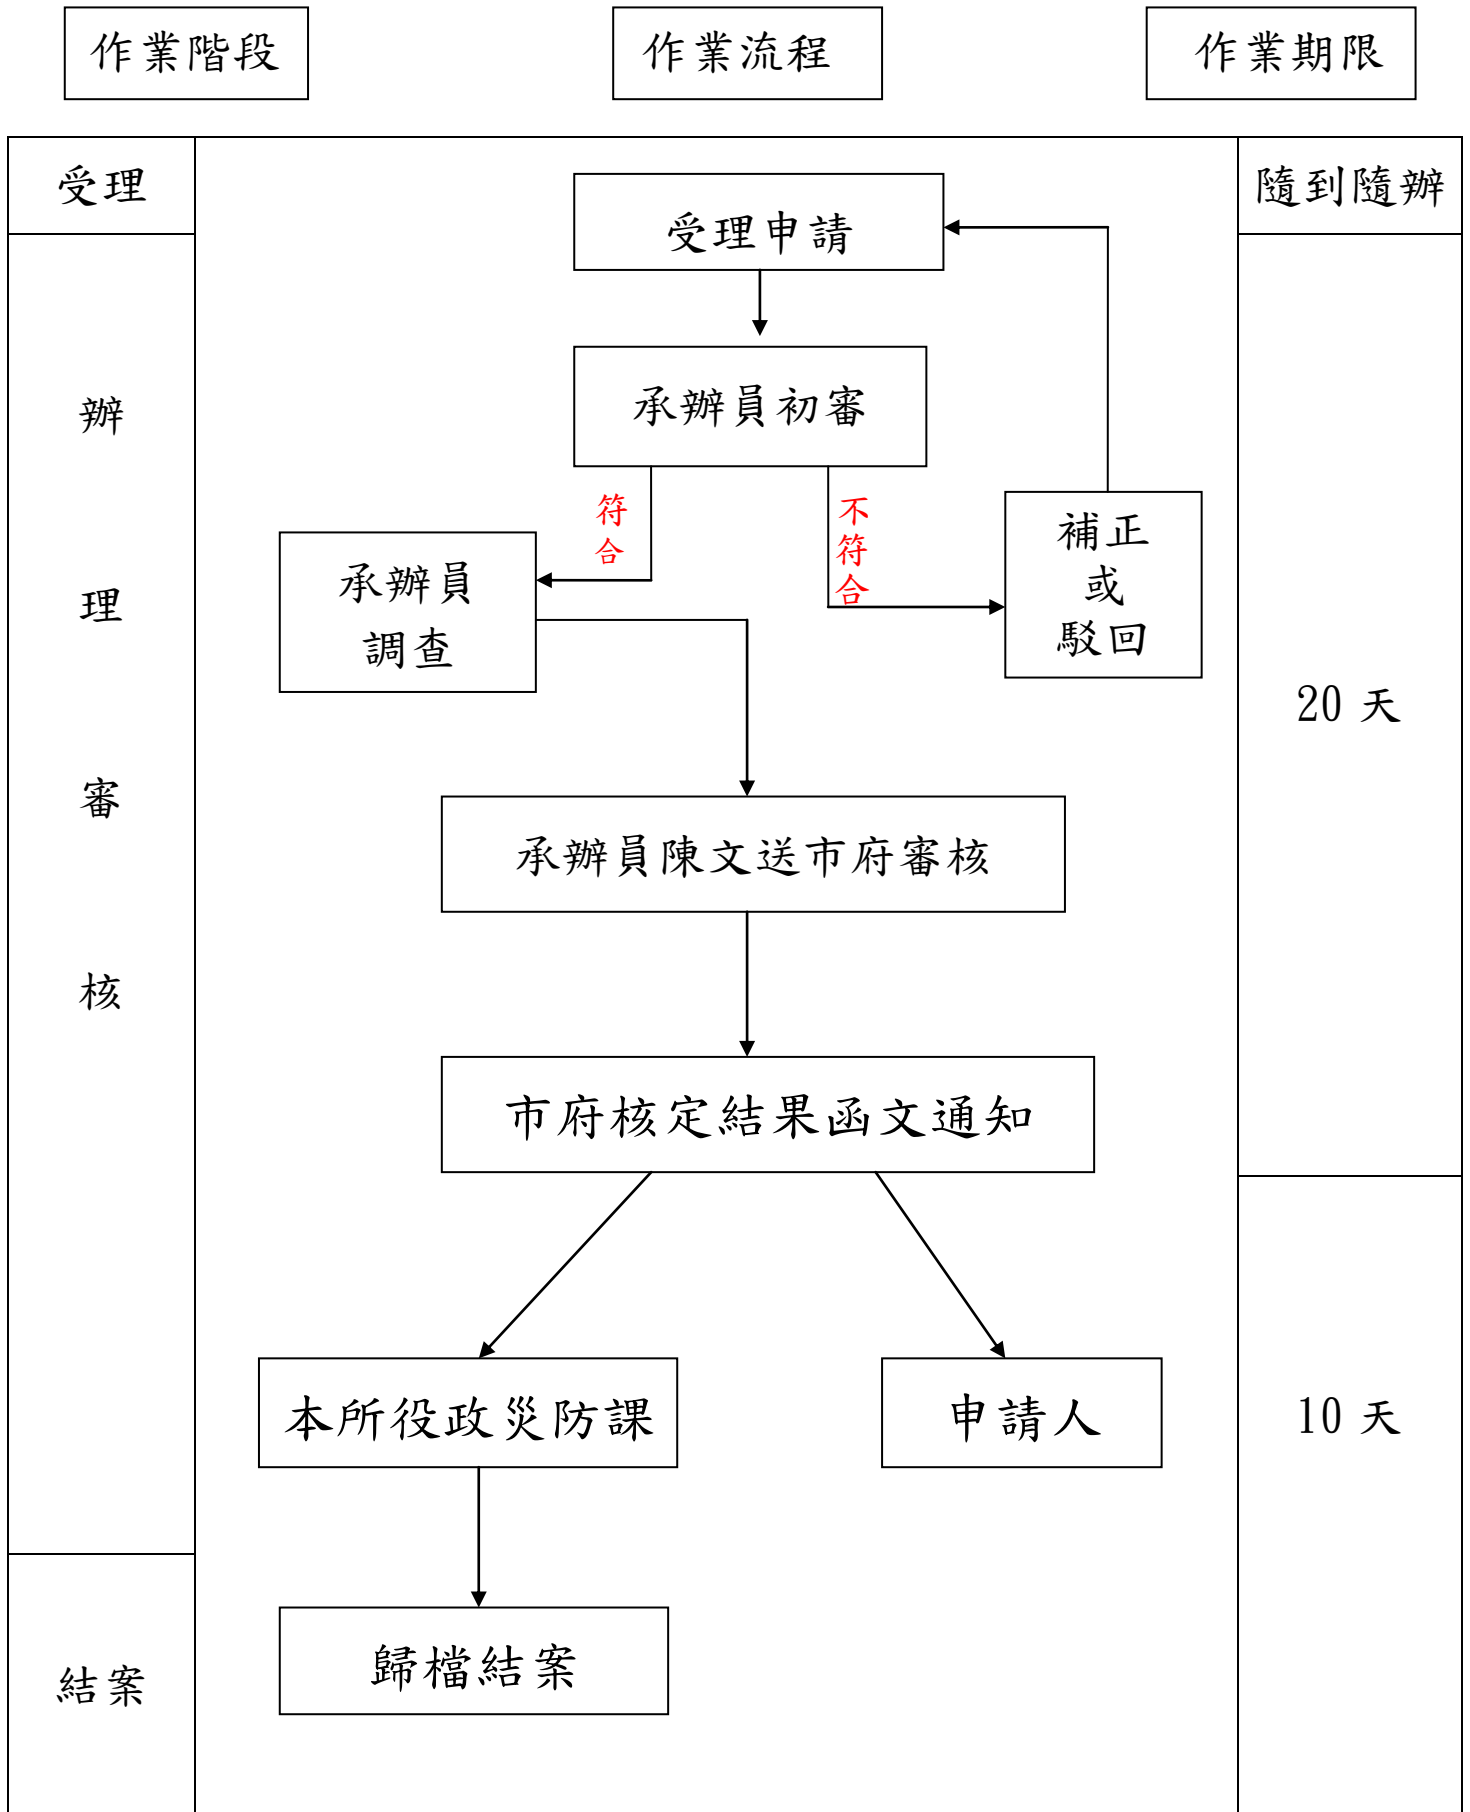 作業階段
作業流程
作業期限
受理
隨到隨辦
受理申請
承辦員初審
辦
理
審
核
符
合
不
符
合
補正
或
駁回
承辦員
調查
20 天
承辦員陳文送市府審核
市府核定結果函文通知
本所役政災防課
申請人
10 天
歸檔結案
結案